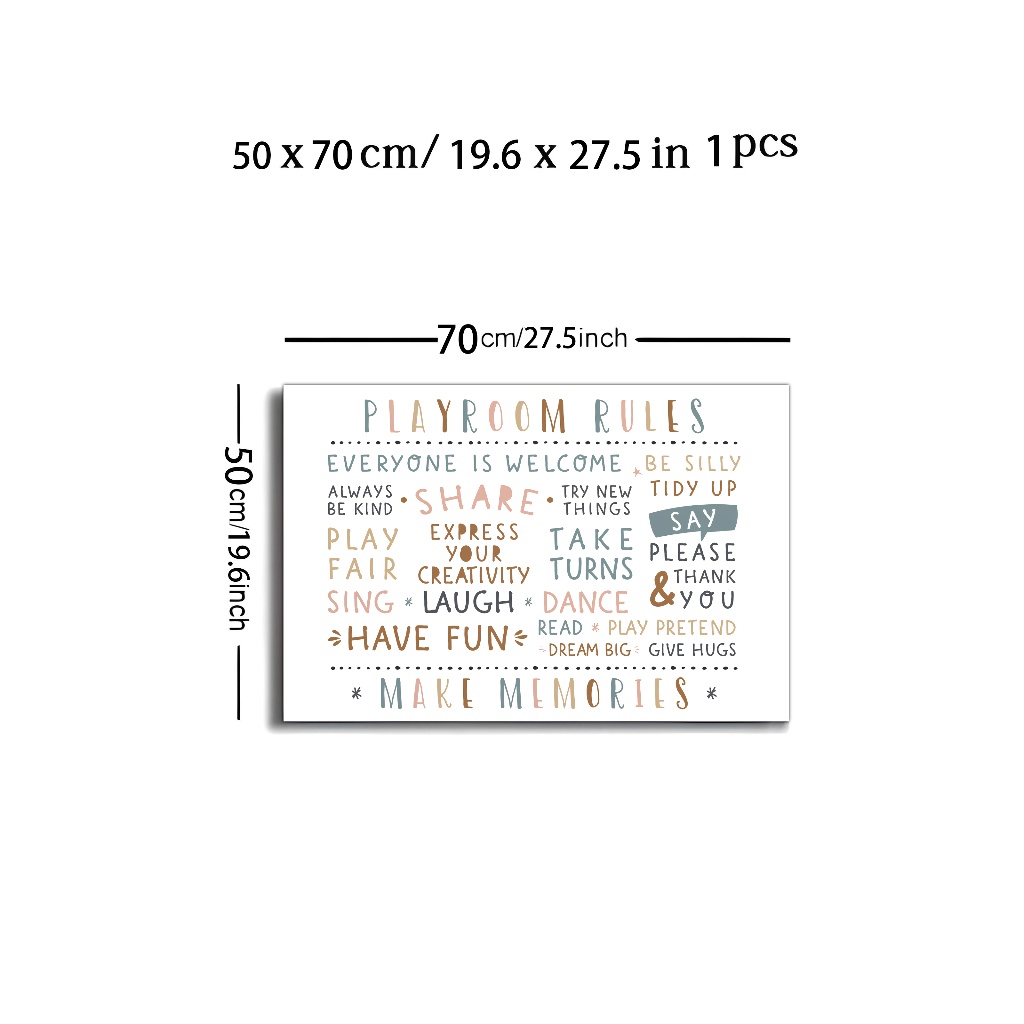 50 x 70 cm/ 19.6 x 27.5 in 1 pcs
70cm/27.5inch
50cm/19.6inch
PLAYROOM RULES
EVERYONE IS WELCOME
BE SILLY
ALWAYS
BE KIND
SHARE
TRY NEW
THINGS
TIDY UP
PLAY
FAIR
EXPRESS
YOUR
CREATIVITY
TAKE
TURNS
SAY
PLEASE
& THANK
YOU
SING * LAUGH * DANCE
HAVE FUN
READ * PLAY PRETEND
DREAM BIG
GIVE HUGS
* MAKE MEMORIES *